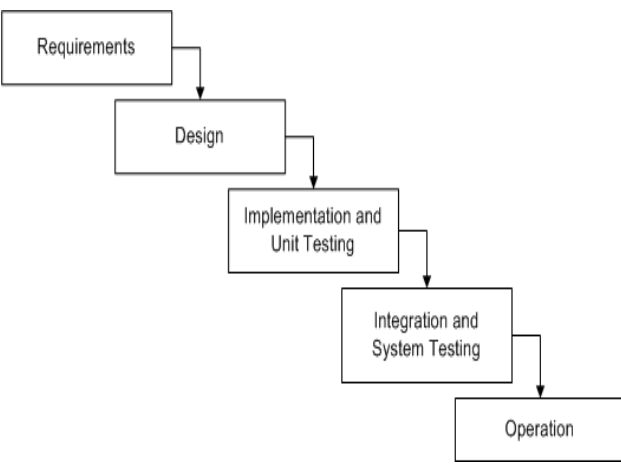 Requirements
Design
Implementation and
Unit Testing
Integration and
System Testing
Operation